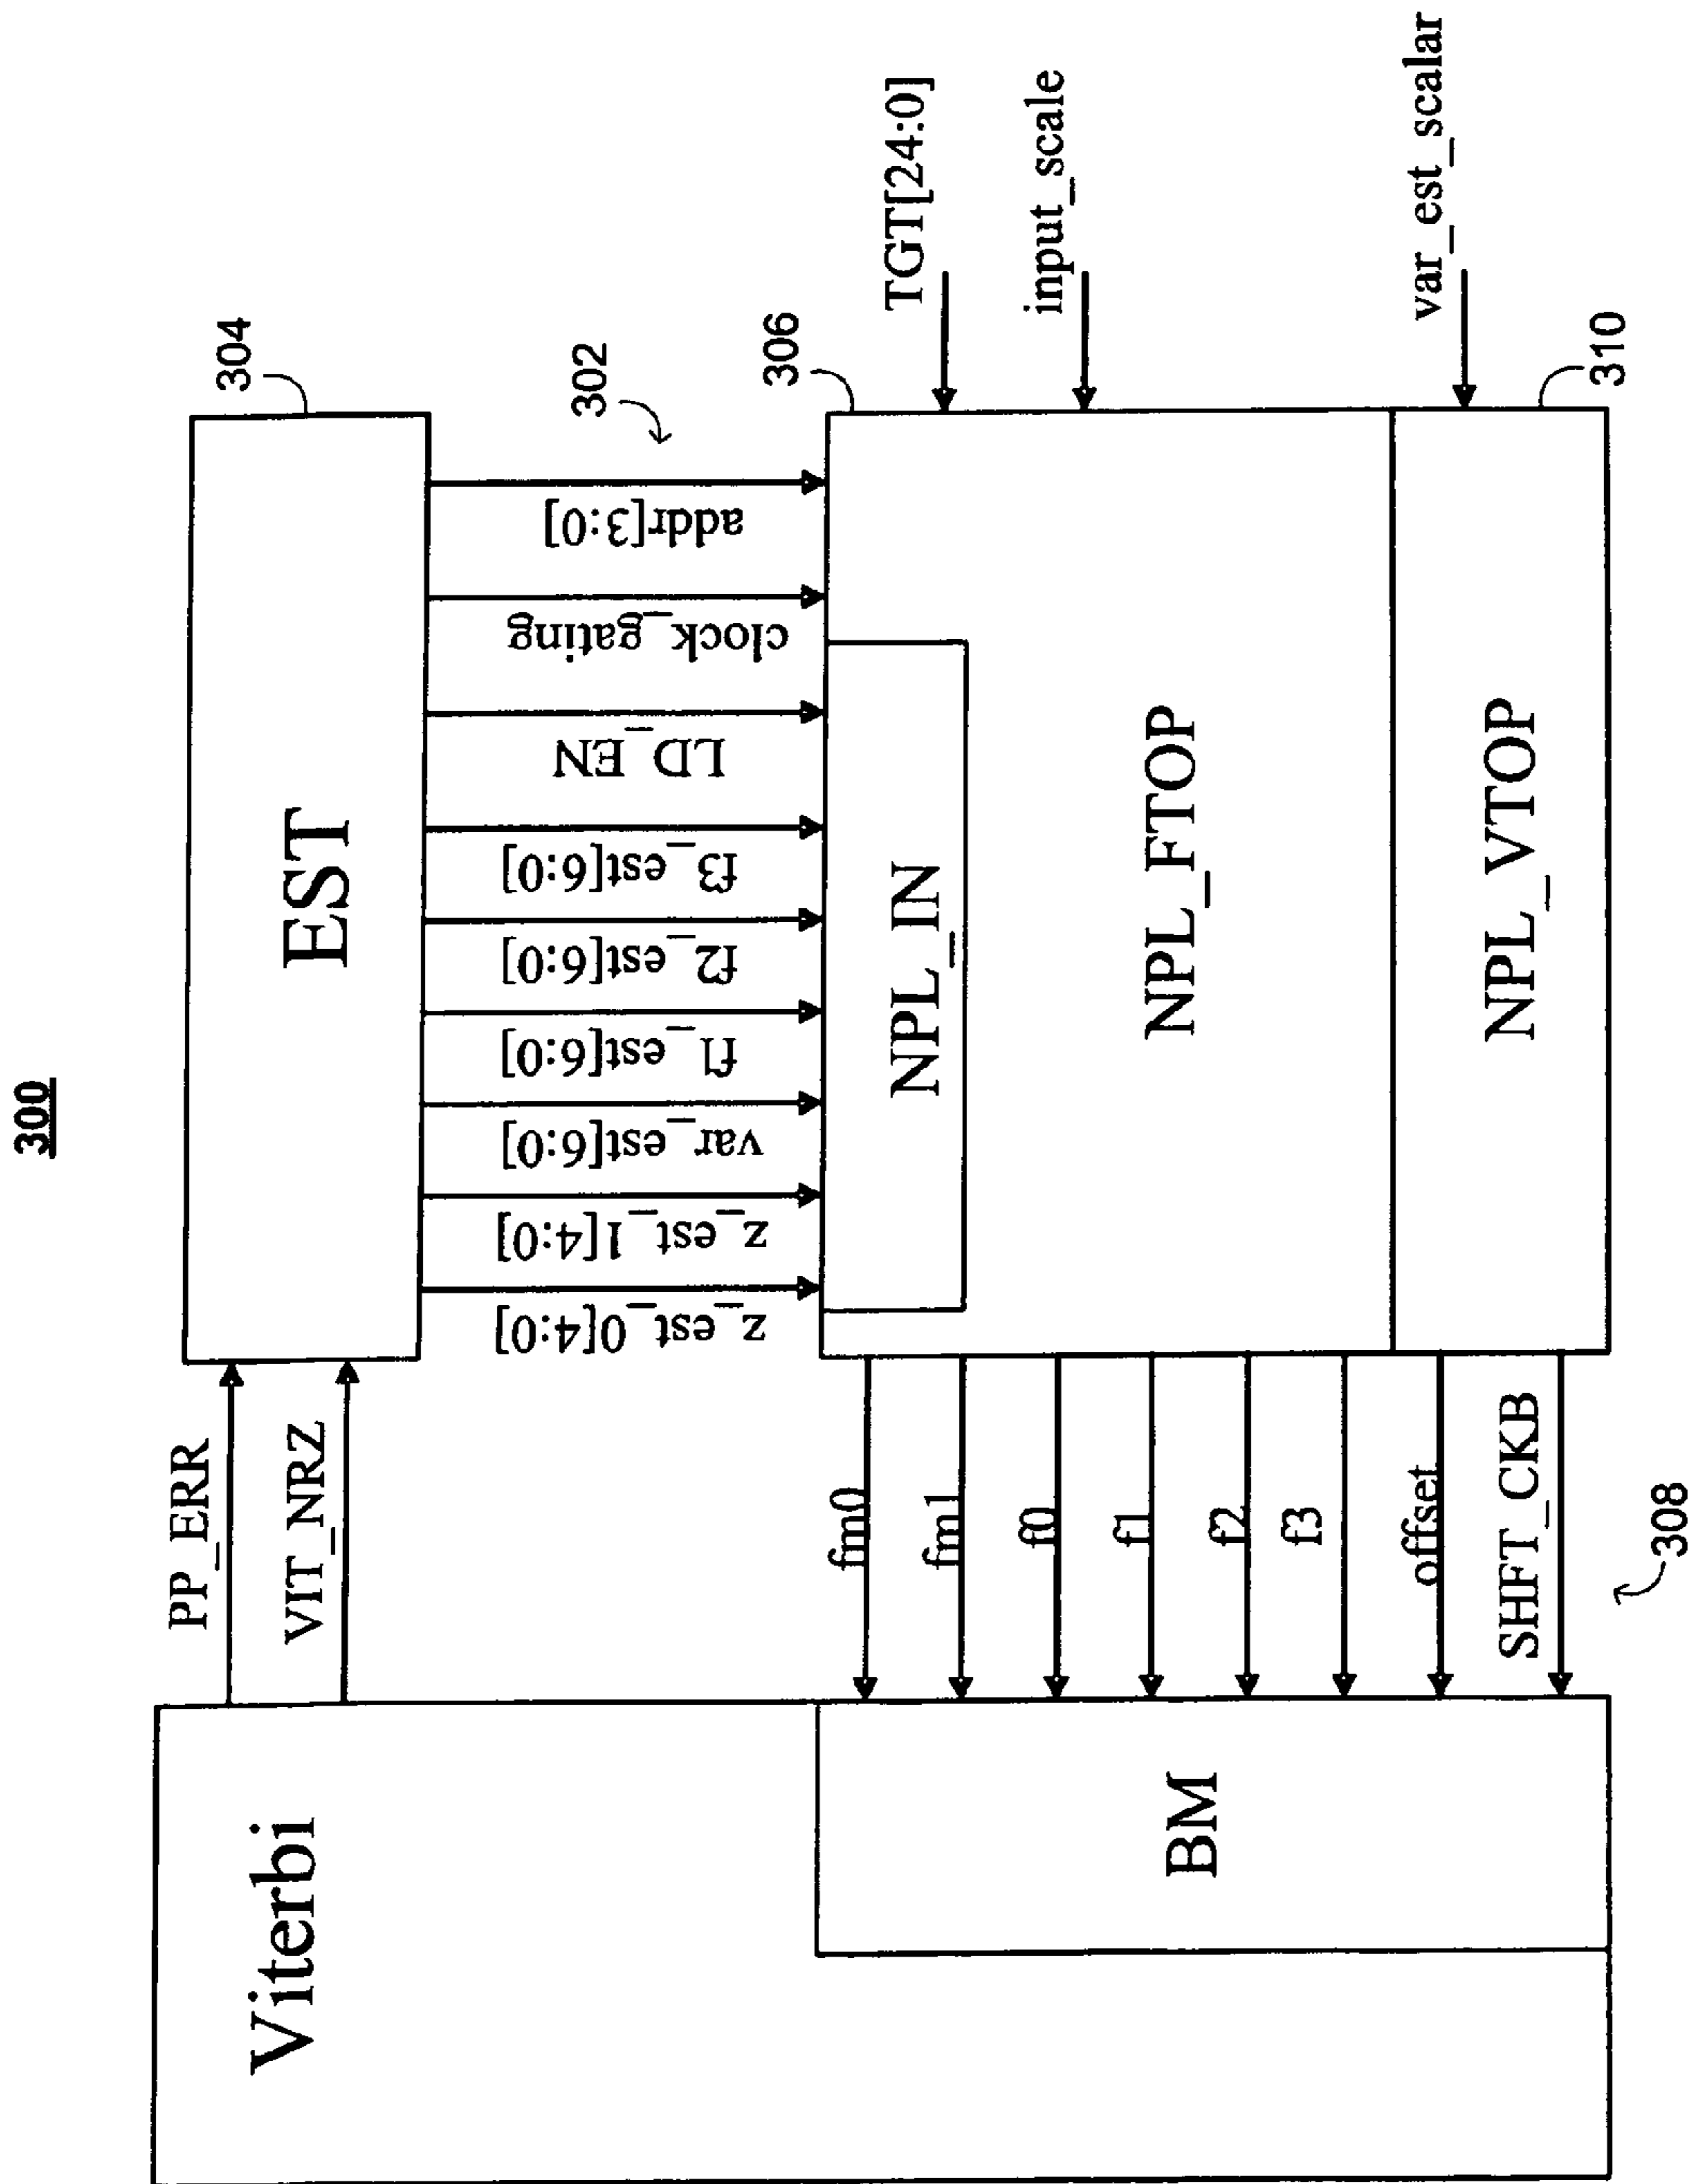 300
Viterbi
PP_ERR
VIT_NRZ
EST
304
z_est_0[4:0]
z_est_1[4:0]
var_est[6:0]
f1_est[6:0]
f2_est[6:0]
f3_est[6:0]
LD_EN
clock_gating
addr[3:0]
302
306
NPL_IN
NPL_FTOP
NPL_VTOP
TGT[24:0]
input_scale
var_est_scalar
310
fm0
fm1
f0
f1
f2
f3
offset
SHFT_CKB
308
BM